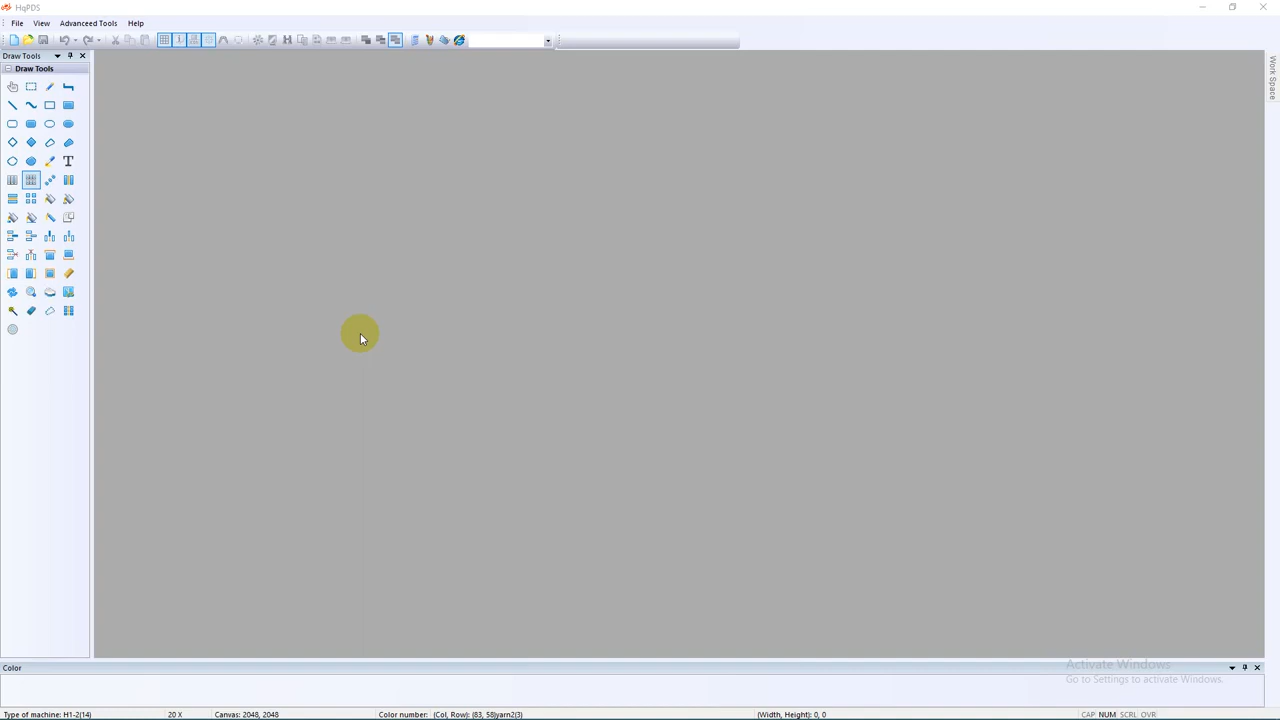 HqPDS
File View Advanceed Tools Help
Draw Tools
Draw Tools
T
Work Space
Color
Activate Windows
Go to Settings to activate Windows.
Type of machine: H1-2(14) 20 X Canvas: 2048, 2048 Color number: (Col, Row): (83, 58)yarn2(3) (Width, Height): 0, 0 CAP NUM SCRL OVR